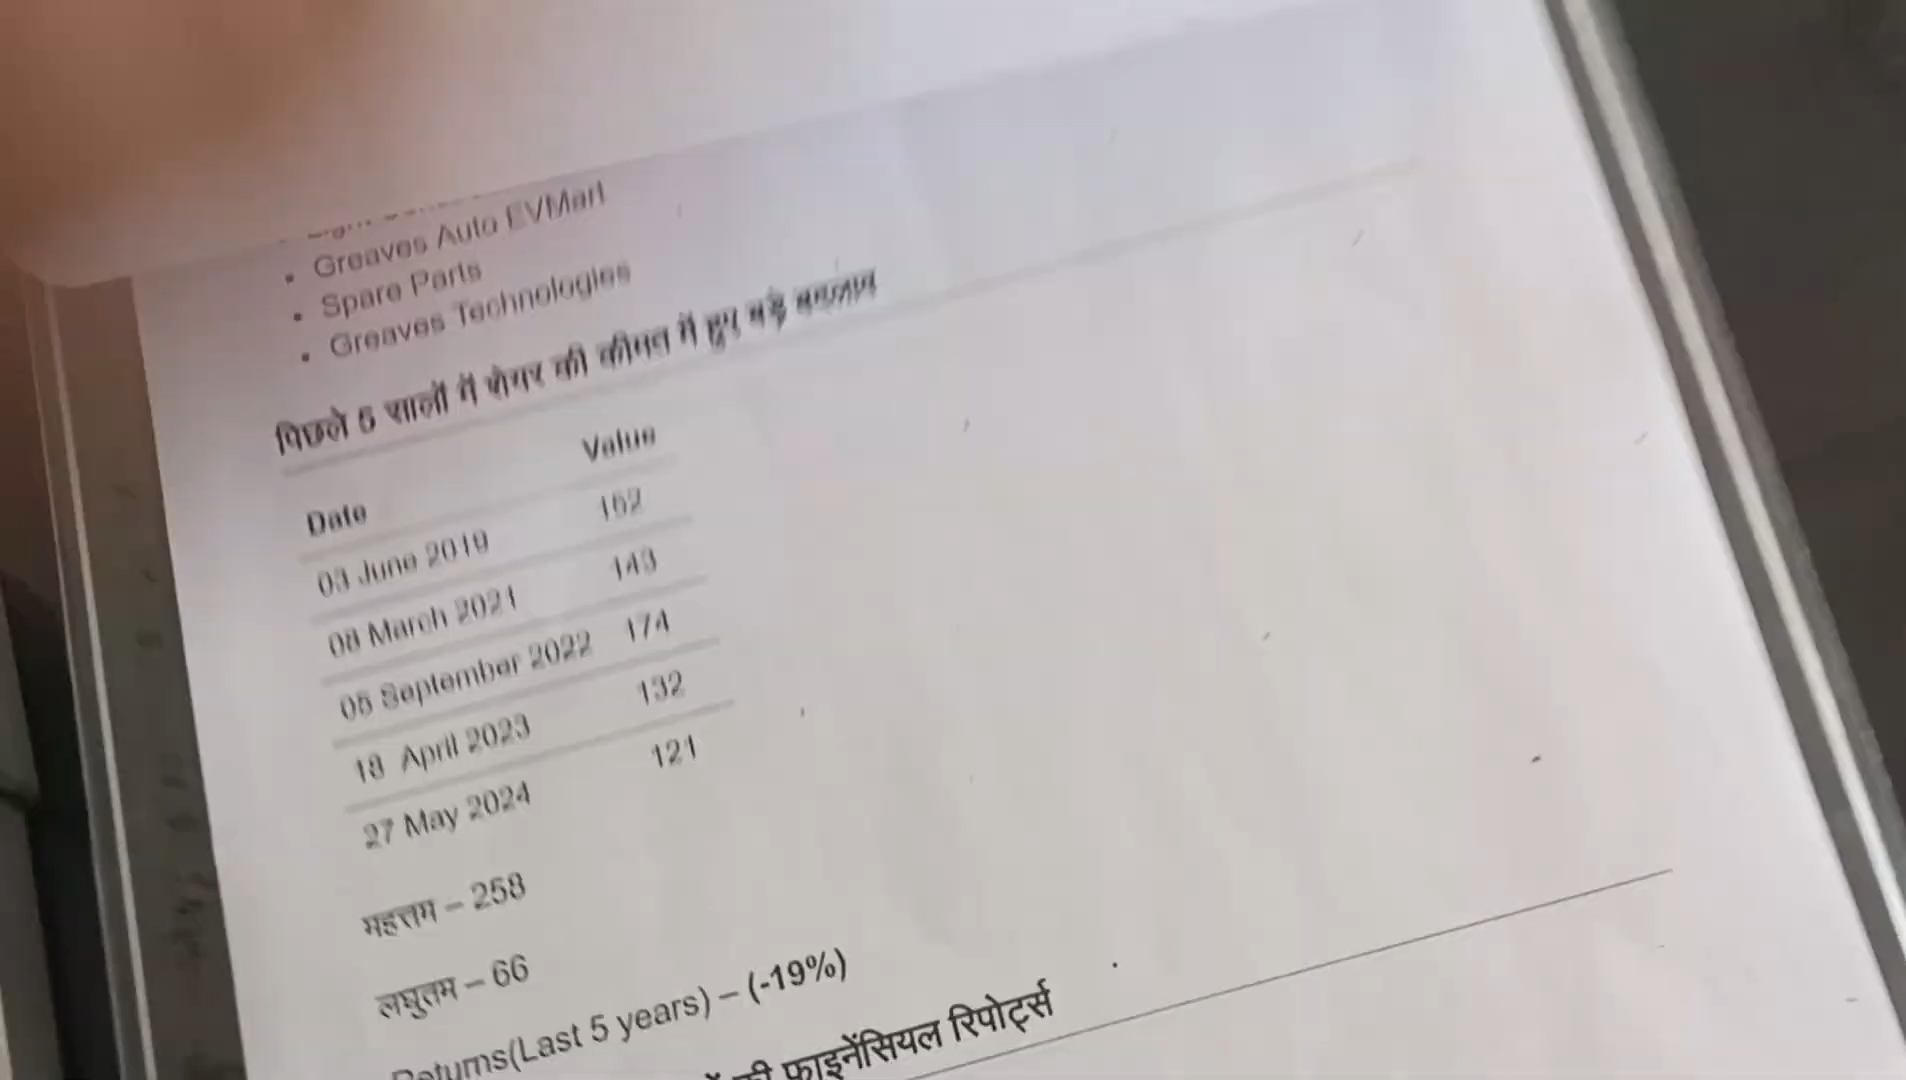 • Greaves Auto EVMart
• Spare Parts
• Greaves Technologies
पिछले 5 सालों में शेयर की कीमत में हुए बड़े बदलाव
Date Value
03 June 2019 152
08 March 2021 143
05 September 2022 174
18 April 2023 132
27 May 2024 121
महत्तम – 258
लघुतम – 66
Returns(Last 5 years) – (-19%)
की फाइनेंसियल रिपोर्ट्स